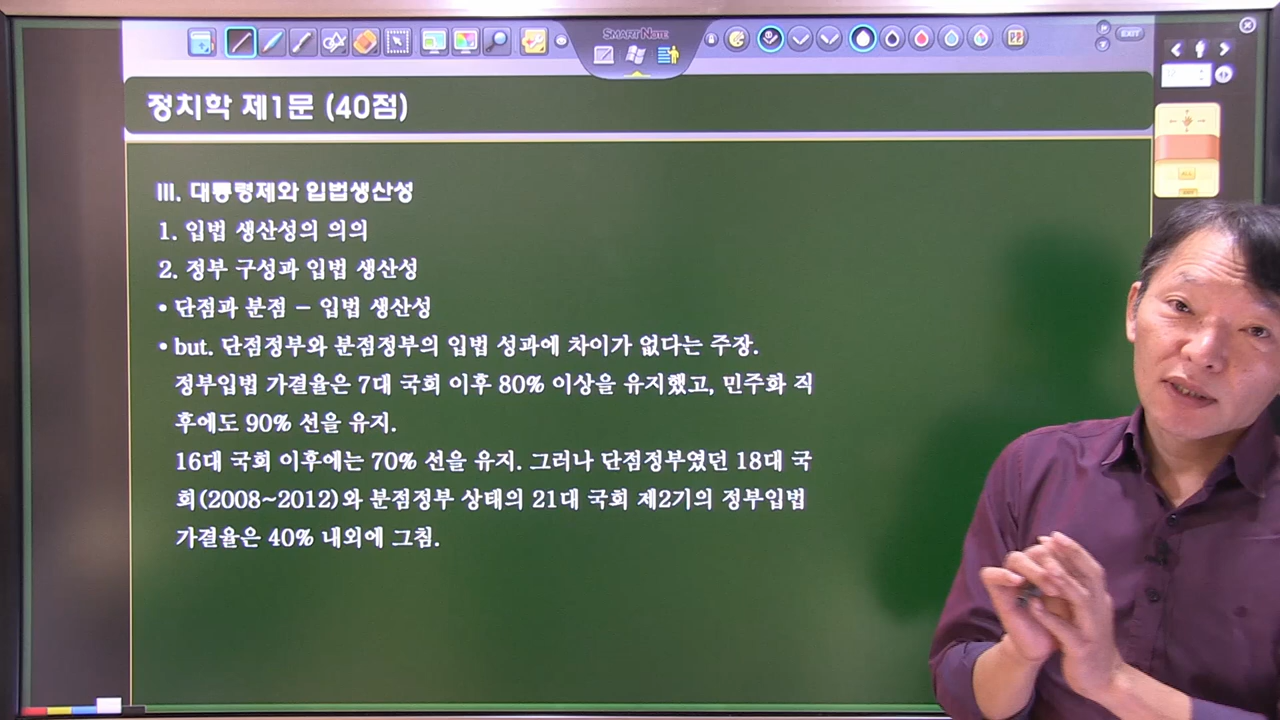 SMART NOTE
EXIT
정치학 제1문 (40점)
III. 대통령제와 입법생산성
1. 입법 생산성의 의의
2. 정부 구성과 입법 생산성
• 단점과 분점 – 입법 생산성
• but. 단점정부와 분점정부의 입법 성과에 차이가 없다는 주장.
정부입법 가결율은 7대 국회 이후 80% 이상을 유지했고, 민주화 직
후에도 90% 선을 유지.
16대 국회 이후에는 70% 선을 유지. 그러나 단점정부였던 18대 국
회(2008~2012)와 분점정부 상태의 21대 국회 제2기의 정부입법
가결율은 40% 내외에 그침.